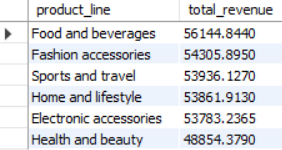 product_line total_revenue
Food and beverages 56144.8440
Fashion accessories 54305.8950
Sports and travel 53936.1270
Home and lifestyle 53861.9130
Electronic accessories 53783.2365
Health and beauty 48854.3790